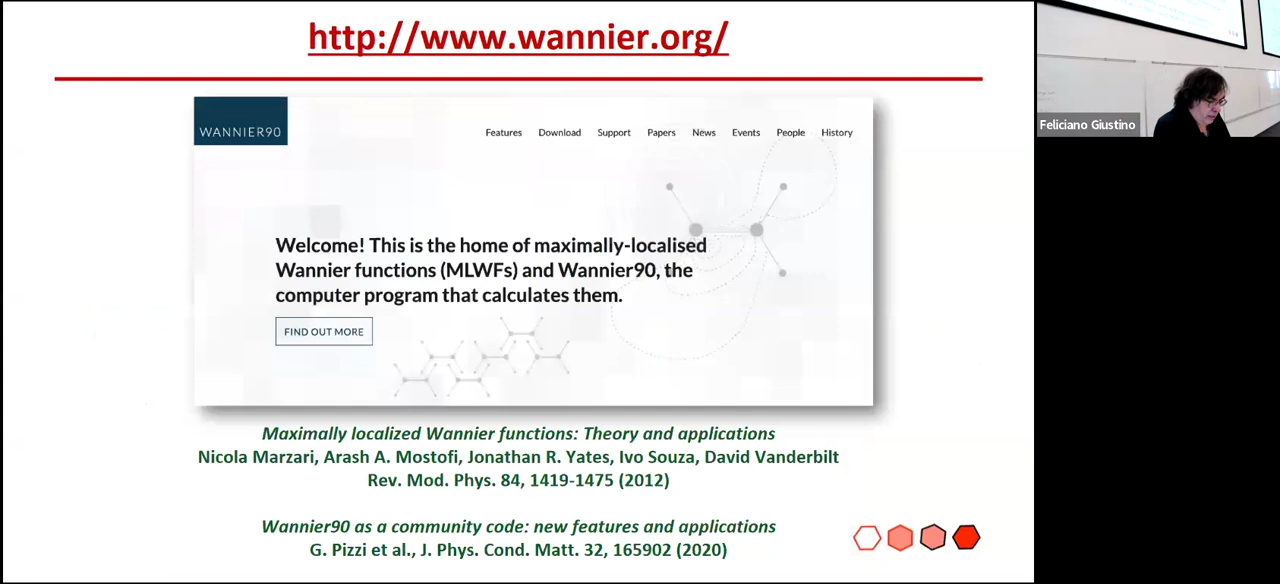 http://www.wannier.org/
WANNIER90
Features Download Support Papers News Events People History
Welcome! This is the home of maximally-localised
Wannier functions (MLWFs) and Wannier90, the
computer program that calculates them.
FIND OUT MORE
Maximally localized Wannier functions: Theory and applications
Nicola Marzari, Arash A. Mostofi, Jonathan R. Yates, Ivo Souza, David Vanderbilt
Rev. Mod. Phys. 84, 1419-1475 (2012)
Wannier90 as a community code: new features and applications
G. Pizzi et al., J. Phys. Cond. Matt. 32, 165902 (2020)
Feliciano Giustino